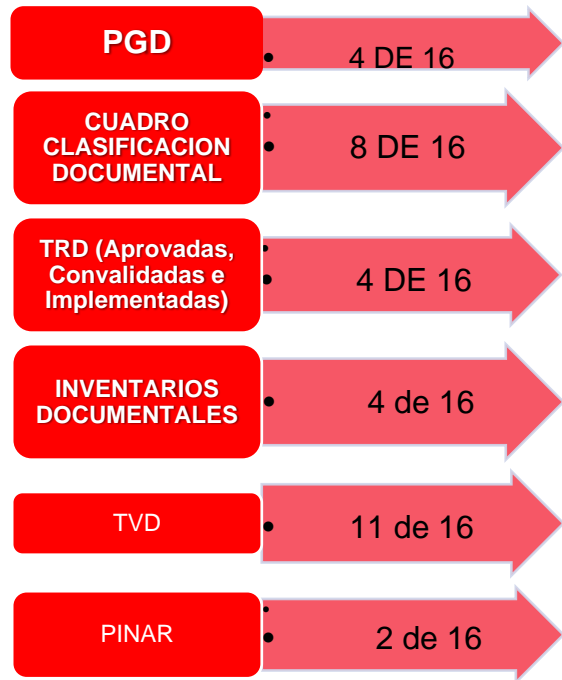 PGD
• 4 DE 16
CUADRO
CLASIFICACION
DOCUMENTAL
•
• 8 DE 16
TRD (Aprovadas,
Convalidadas e
Implementadas)
•
• 4 DE 16
INVENTARIOS
DOCUMENTALES
• 4 de 16
TVD
• 11 de 16
PINAR
•
• 2 de 16